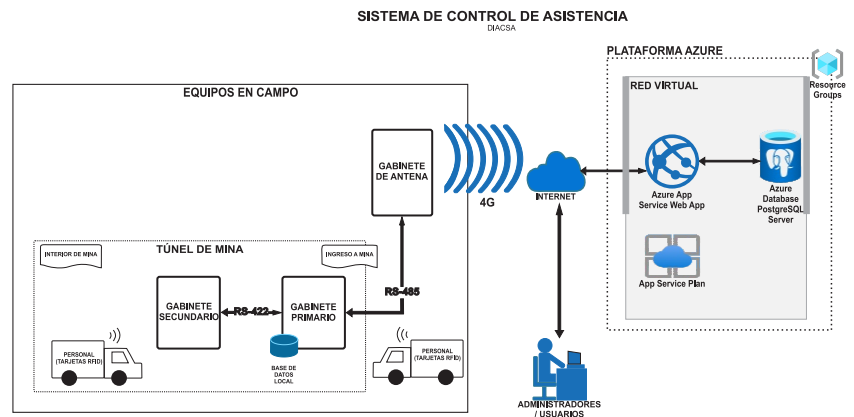 SISTEMA DE CONTROL DE ASISTENCIA
DIACSA
PLATAFORMA AZURE
Resource
Groups
EQUIPOS EN CAMPO
RED VIRTUAL
GABINETE
DE ANTENA
4G
INTERNET
Azure App
Service Web App
Azure
Database
PostgreSQL
Server
App Service Plan
TÚNEL DE MINA
INTERIOR DE MINA
INGRESO A MINA
GABINETE
SECUNDARIO
RS-422
GABINETE
PRIMARIO
RS-485
BASE DE
DATOS
LOCAL
PERSONAL
(TARJETAS RFID)
PERSONAL
(TARJETAS RFID)
ADMINISTRADORES
/ USUARIOS